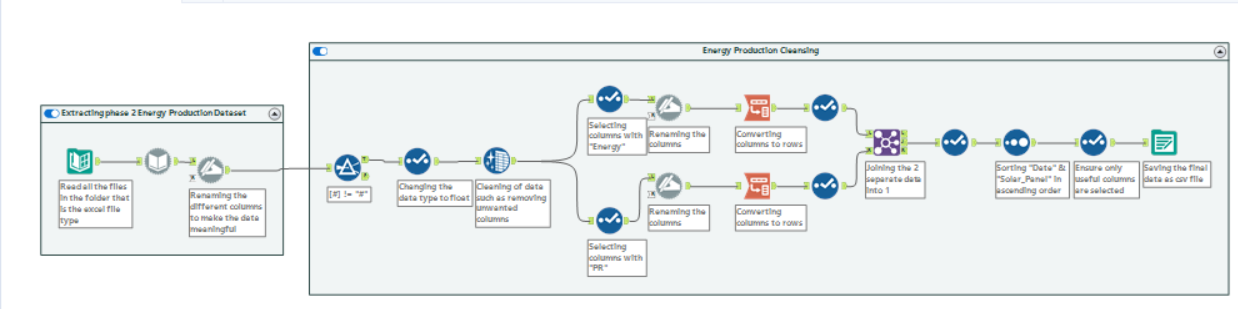 Extracting phase 2 Energy Production Dataset
Read all the files
in the folder that
is the excel file
type
Renaming the
different columns
to make the data
meaningful
Energy Production Cleansing
[#] != "#"
Changing the
data type to float
Cleaning of data
such as removing
unwanted
columns
Selecting
columns with
"Energy"
Renaming the
columns
Converting
columns to rows
Selecting
columns with
"PR"
Renaming the
columns
Converting
columns to rows
Joining the 2
seperate data
into 1
Sorting "Date" &
"Solar_Panel" in
ascending order
Ensure only
useful columns
are selected
Saving the final
data as csv file